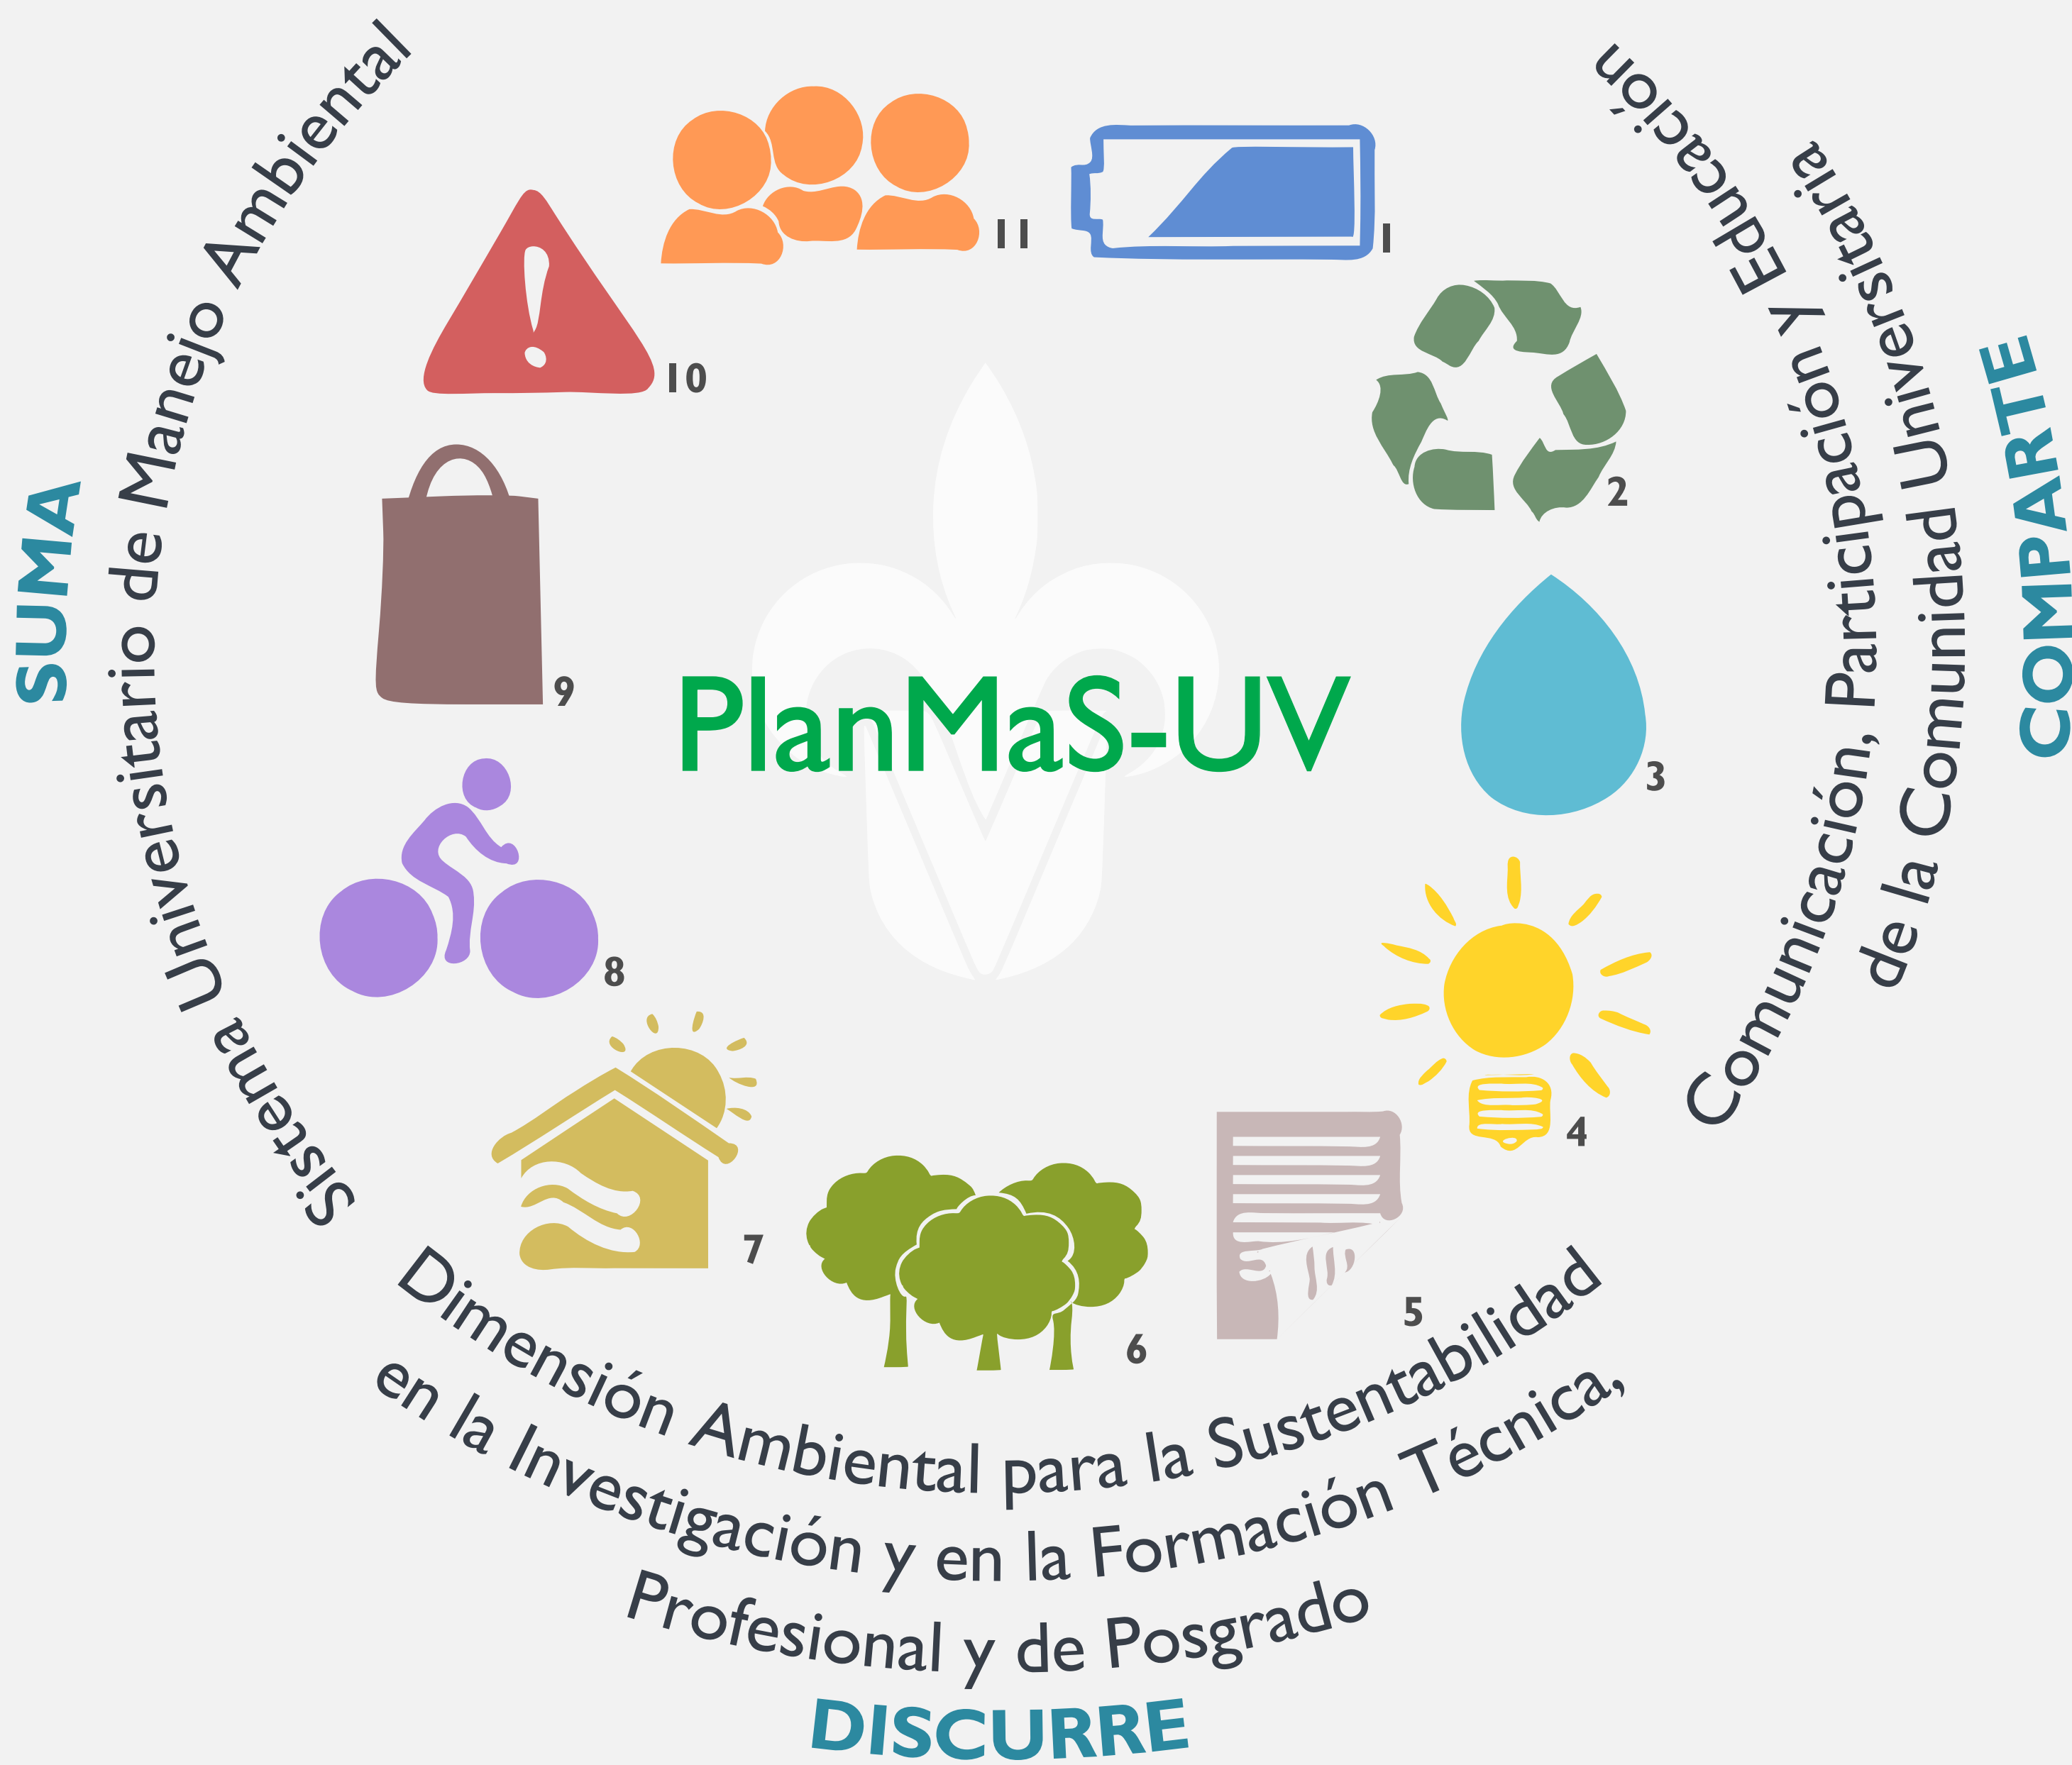 SUMA
Sistema Universitario de Manejo Ambiental
11
1
10
2
9
PlanMaS-UV
3
8
4
7
5
6
Comunicación, Participación y Educación
de la Comunidad Universitaria
COMPARTE
Dimensión Ambiental para la Sustentabilidad
en la Investigación y en la Formación Técnica,
Profesional y de Posgrado
DISCURRE